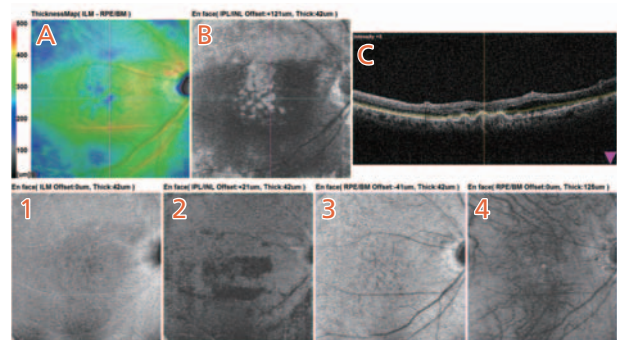 ThicknessMap( ILM - RPE/BM )
En face( IPL/INL Offset:+121um, Thick:42um )
A
B
C
500
400
300
200
100
En face( ILM Offset:0um, Thick:42um )
En face( IPL/INL Offset:+21um, Thick:42um )
En face( RPE/BM Offset:-41um, Thick:42um )
En face( RPE/BM Offset:0um, Thick:125um )
1
2
3
4